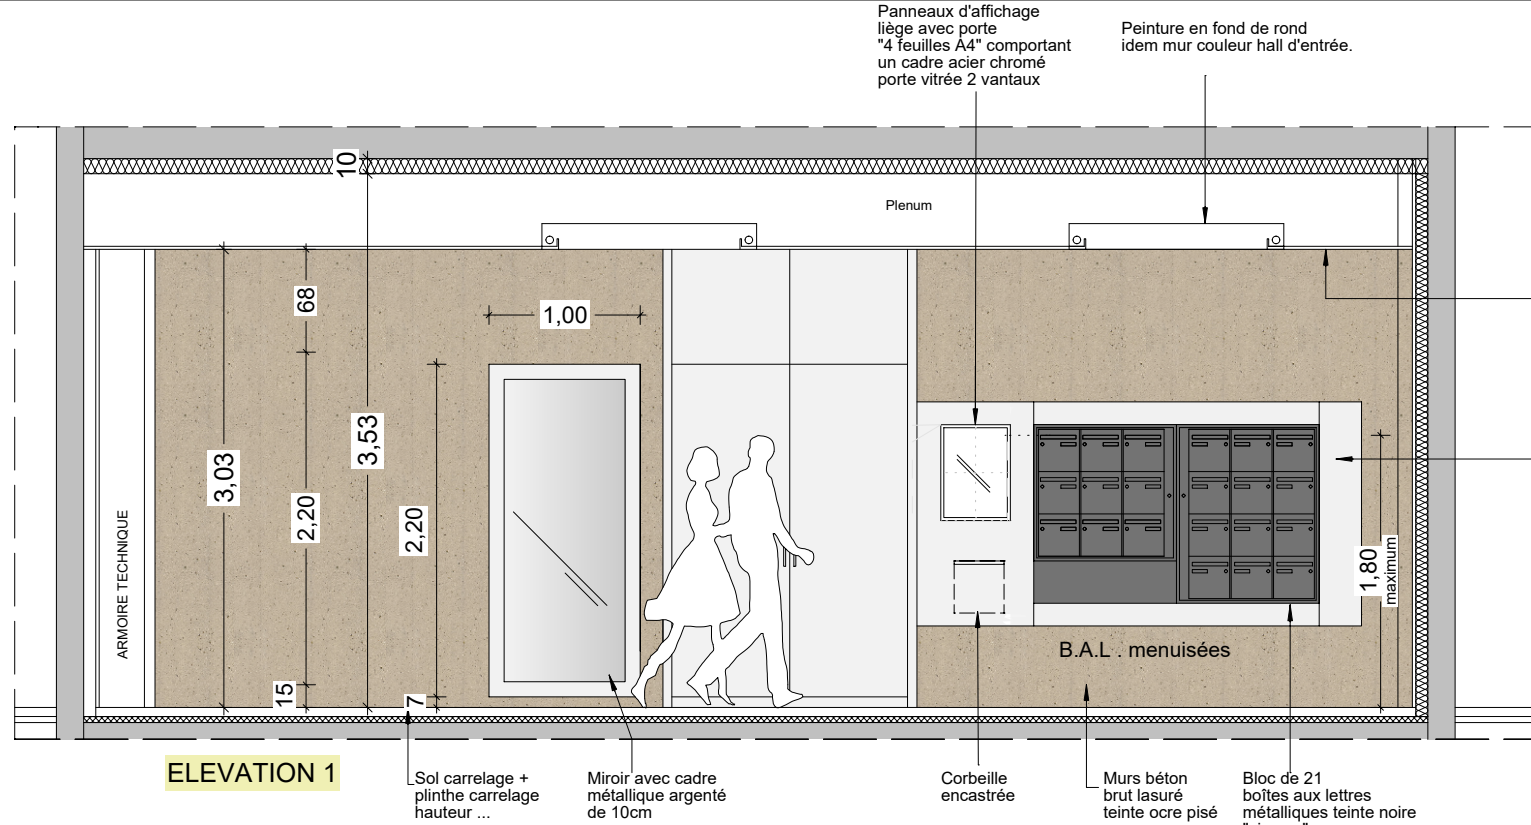 Panneaux d'affichage
liège avec porte
"4 feuilles A4" comportant
un cadre acier chromé
porte vitrée 2 vantaux
Peinture en fond de rond
idem mur couleur hall d'entrée.
10
Plenum
68
1,00
3,53
3,03
2,20
2,20
ARMOIRE TECHNIQUE
1,80
maximum
B.A.L . menuisées
15
7
ELEVATION 1
Sol carrelage +
plinthe carrelage
hauteur ...
Miroir avec cadre
métallique argenté
de 10cm
Corbeille
encastrée
Murs béton
brut lasuré
teinte ocre pisé
Bloc de 21
boîtes aux lettres
métalliques teinte noire